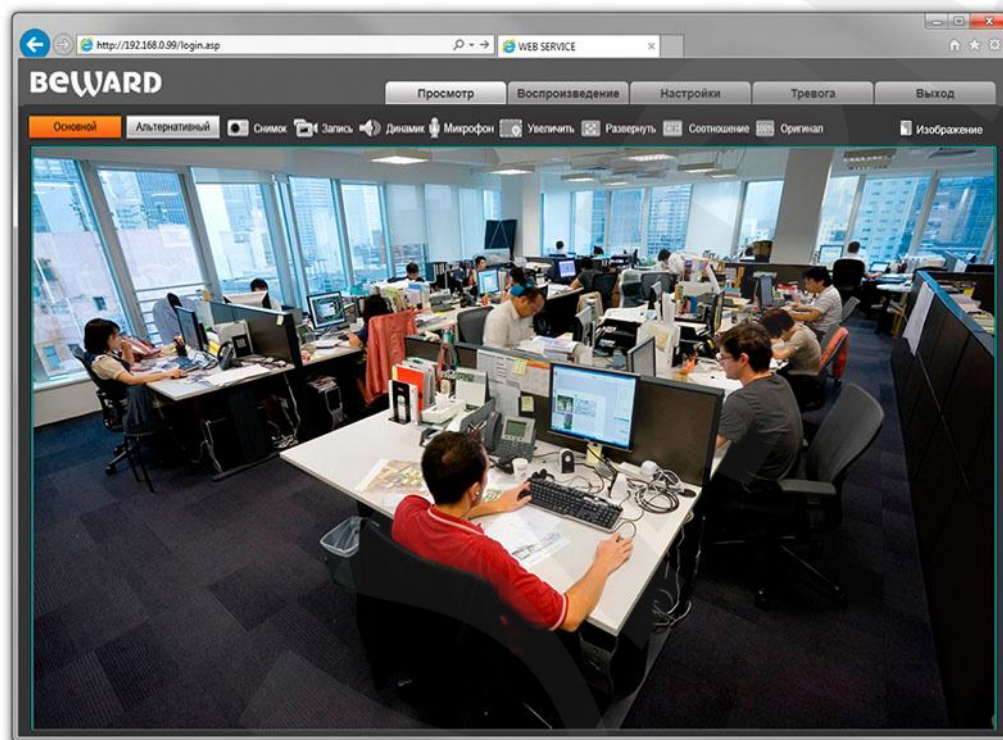 http://192.168.0.99/login.asp
WEB SERVICE
BEWARD
Просмотр Воспроизведение Настройки Тревога Выход
Основной Альтернативный Снимок Запись Динамик Микрофон Увеличить Развернуть Соотношение 100% Оригинал Изображение